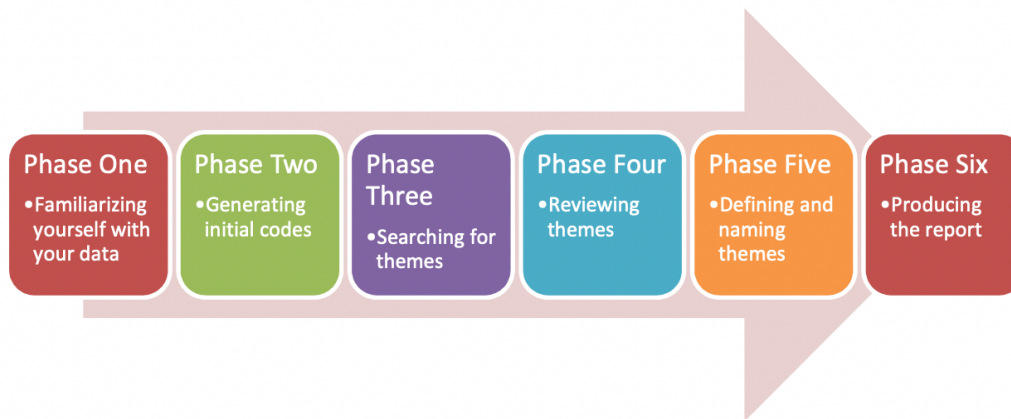 Phase One
•Familiarizing
yourself with
your data
Phase Two
•Generating
initial codes
Phase
Three
•Searching for
themes
Phase Four
•Reviewing
themes
Phase Five
•Defining and
naming
themes
Phase Six
•Producing
the report